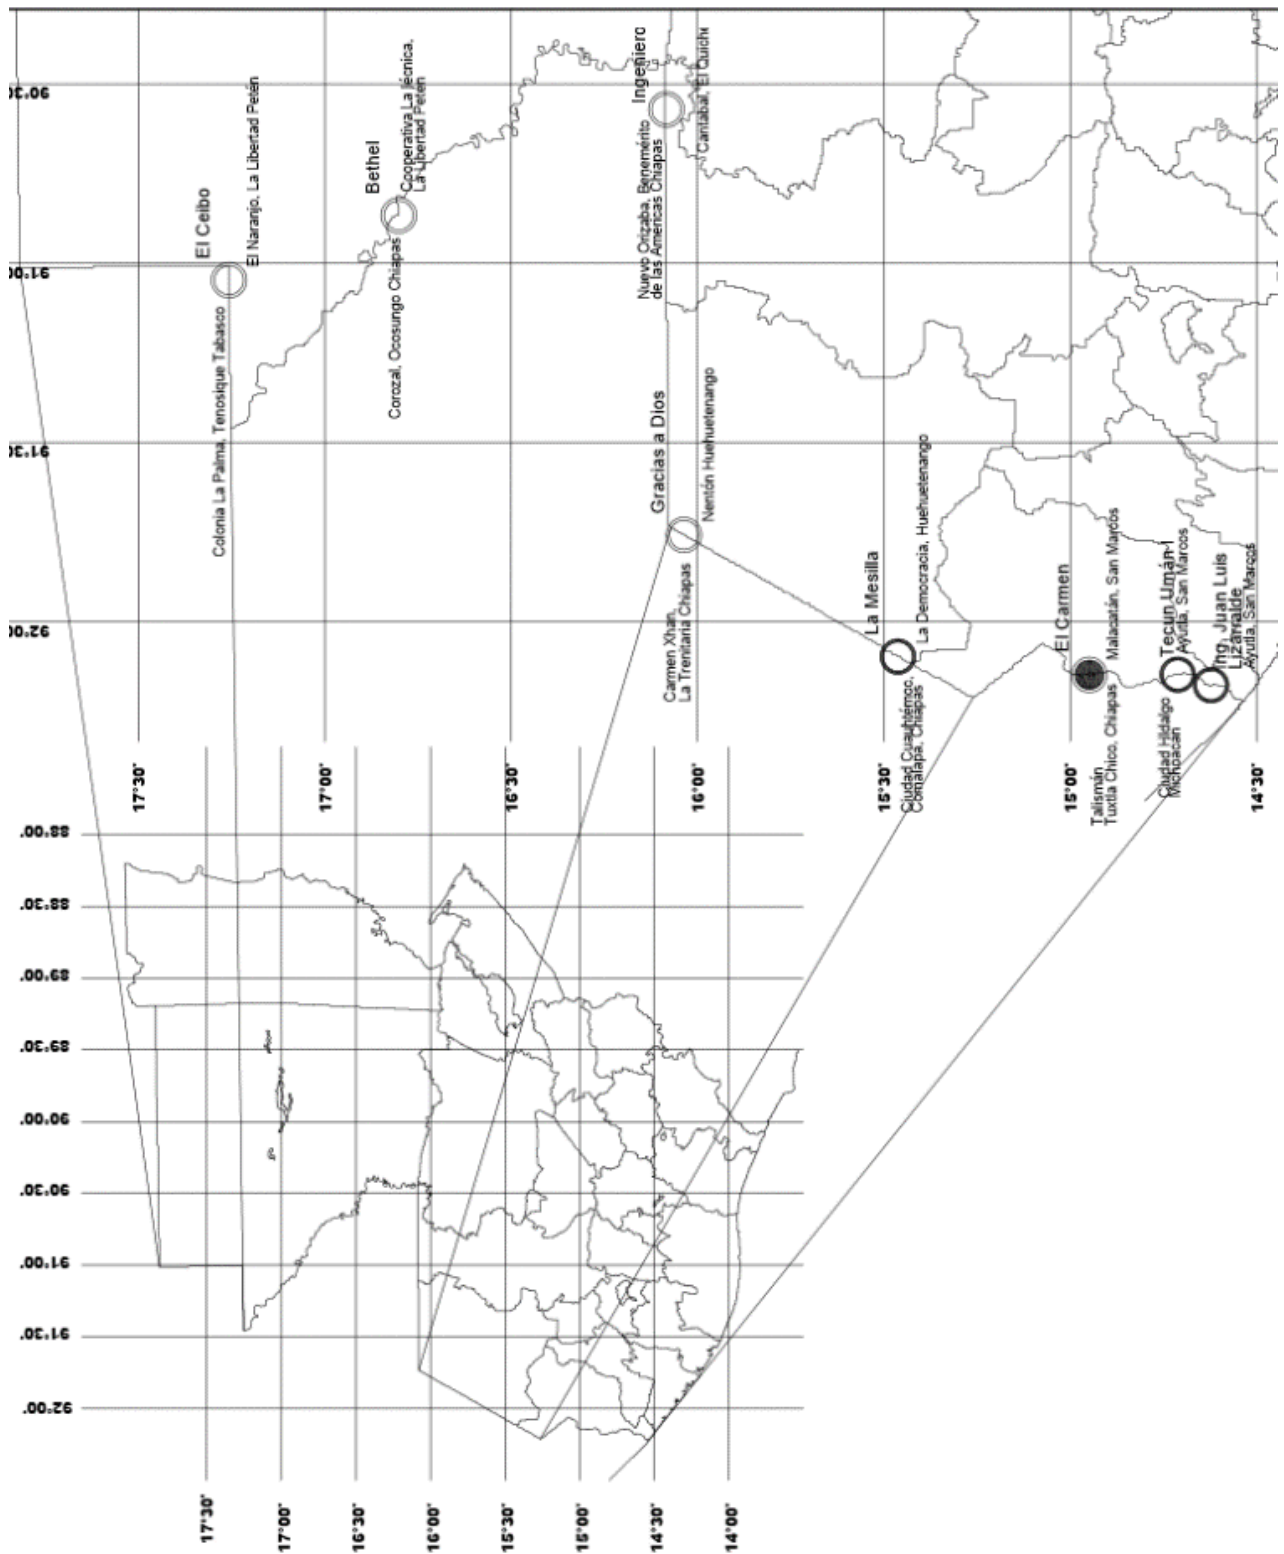 El Ceibo
El Naranjo, La Libertad Petén
Colonia La Palma, Tenosique Tabasco
Bethel
Cooperativa La Técnica,
La Libertad Petén
Corozal, Ocosungo Chiapas
Ingeniero
Nuevo Orizaba, Benemérito
de las Americas Chiapas
Cantabal, El Quiché
Gracias a Dios
Nentón Huehuetenango
Carmen Xhan,
La Trenitaria Chiapas
La Mesilla
La Democracia, Huehuetenango
Ciudad Cuauhtémoc,
Comalapa, Chiapas
El Carmen
Malacatán, San Marcos
Talismán
Tuxtla Chico, Chiapas
Tecun Umán I
Ayutla, San Marcos
Ciudad Hidalgo
Michoacan
Ing. Juan Luis
Lizarralde
Ayutla, San Marcos
90°30'
91°00'
91°30'
92°00'
17°30'
17°00'
16°30'
16°00'
15°30'
15°00'
14°30'
88°00'
88°30'
89°00'
89°30'
90°00'
90°30'
91°00'
91°30'
92°00'
17°30'
17°00'
16°30'
16°00'
15°30'
15°00'
14°30'
14°00'